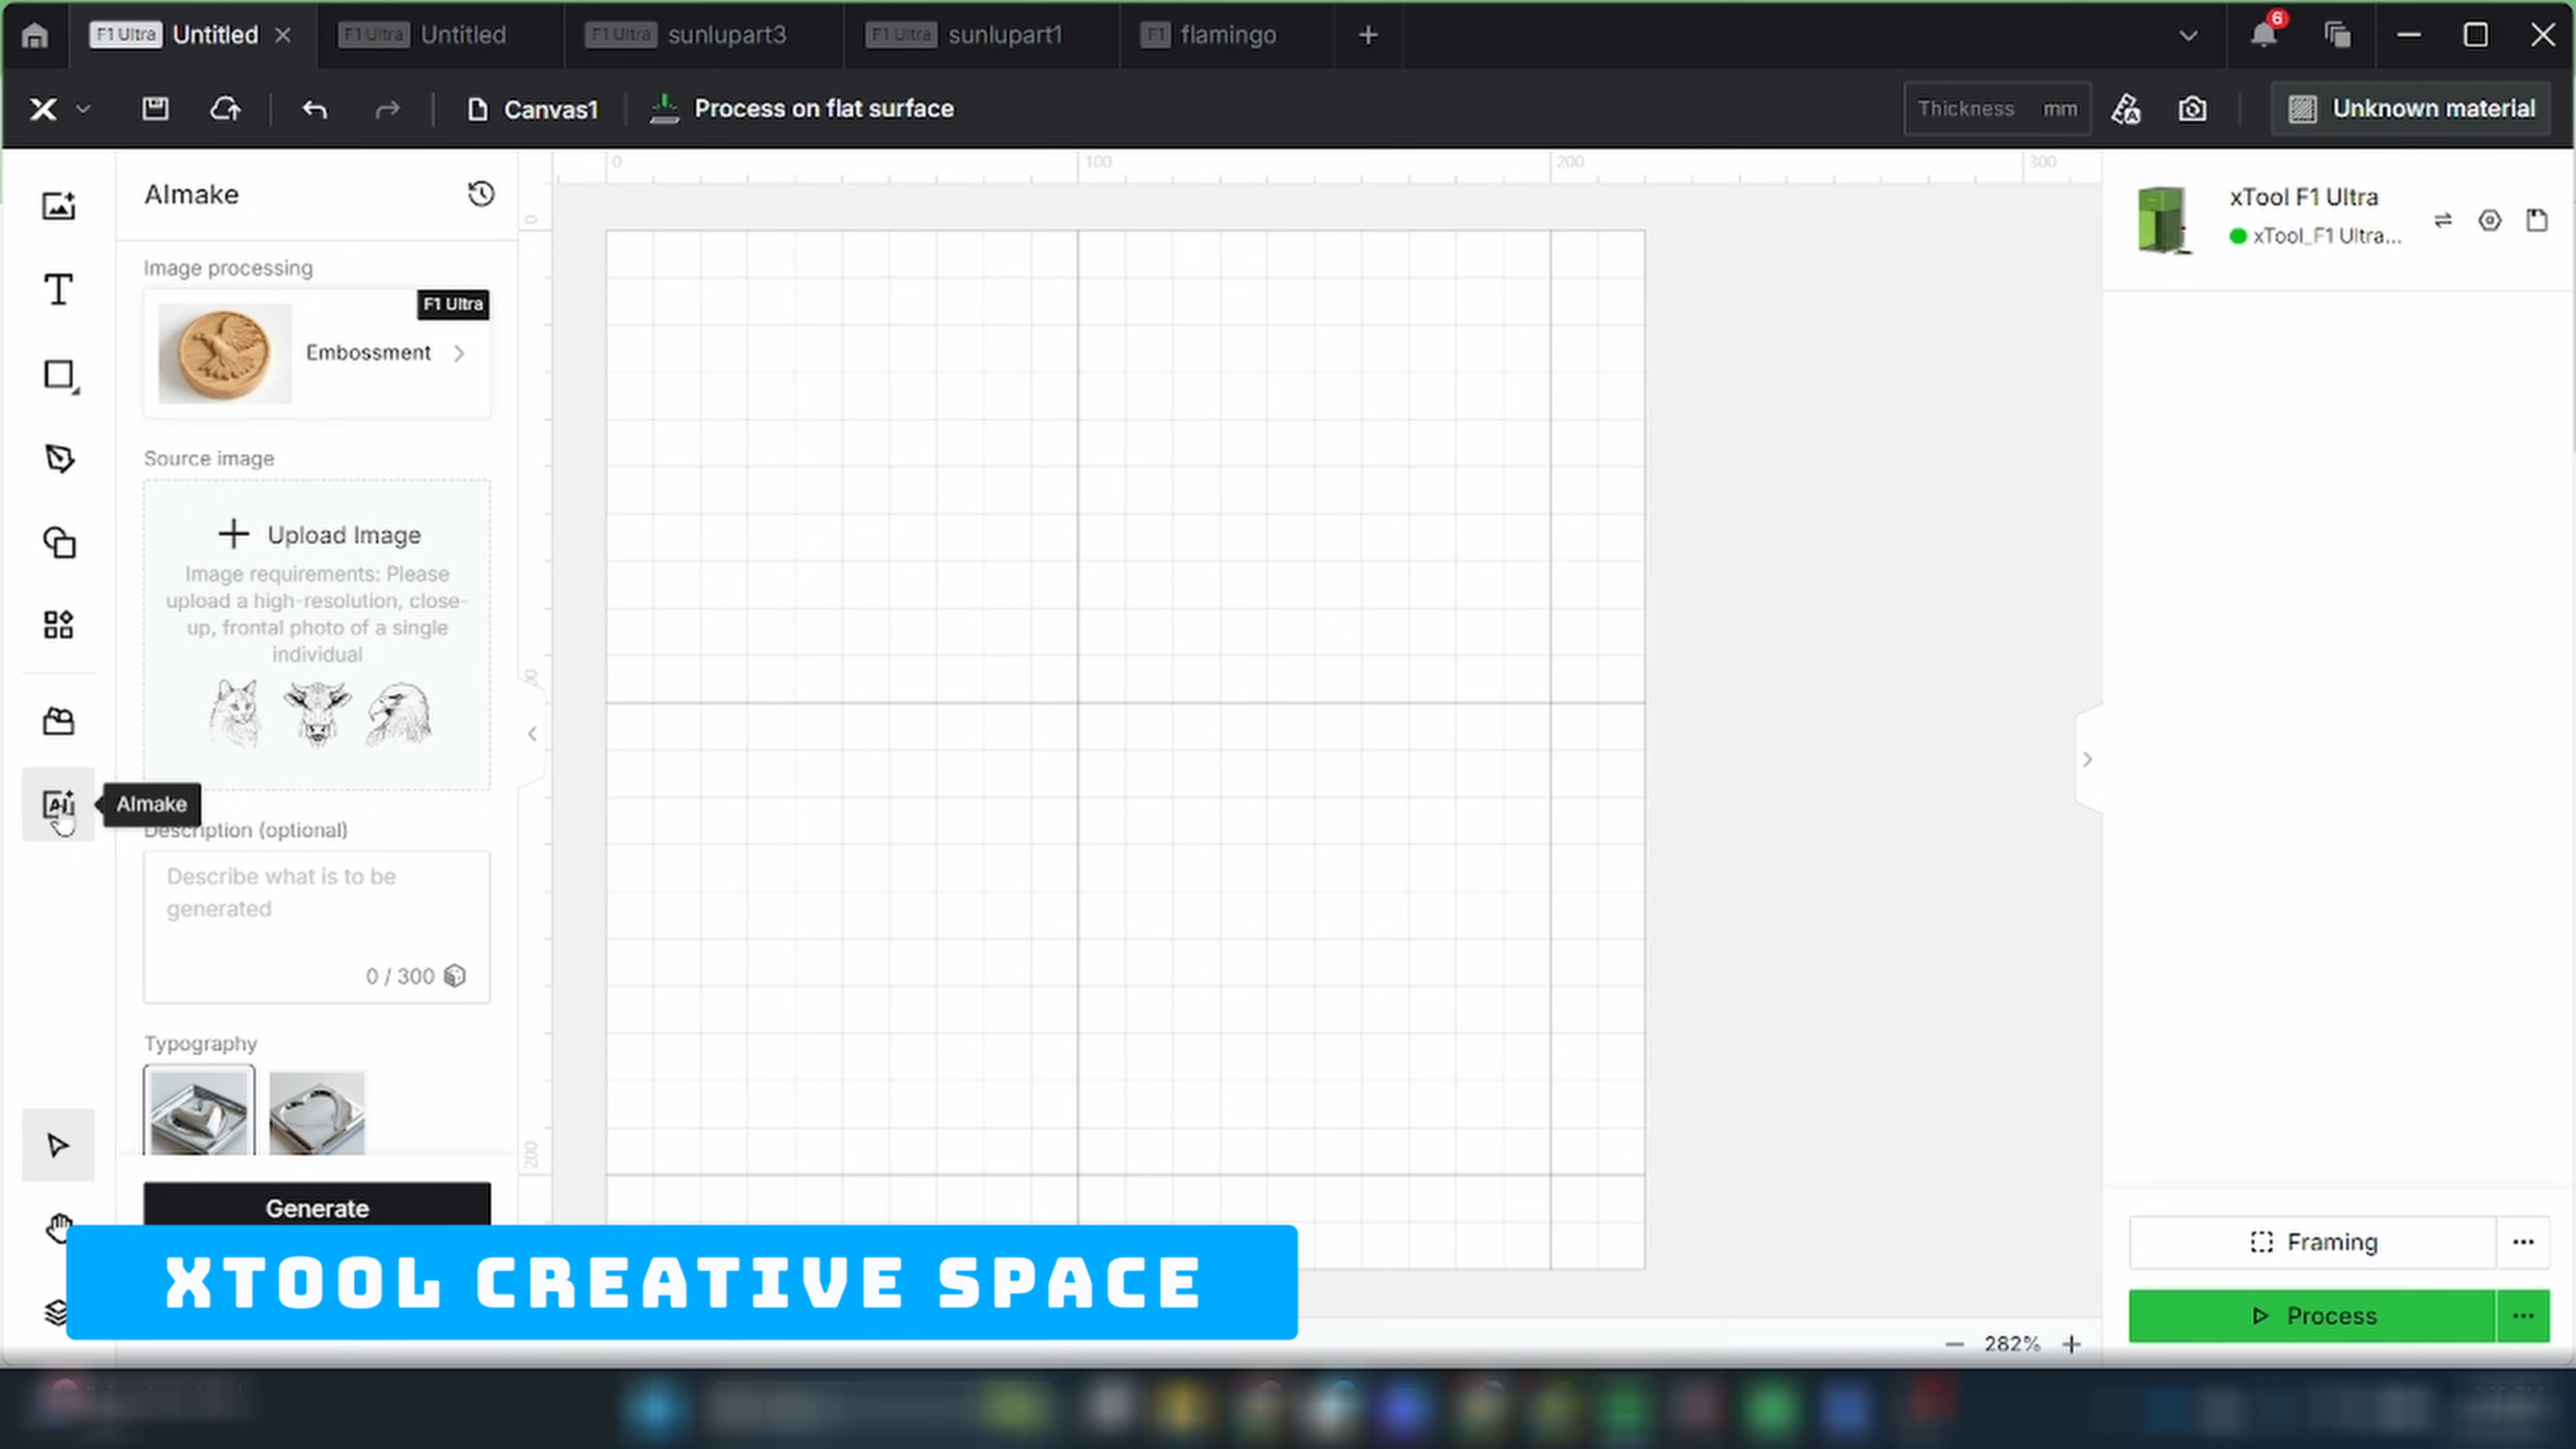 F1 Ultra Untitled
F1 Ultra Untitled
F1 Ultra sunlupart3
F1 Ultra sunlupart1
F1 flamingo
6
Canvas1
Process on flat surface
Thickness mm
Unknown material
AImake
Image processing
F1 Ultra
Embossment
Source image
Upload Image
Image requirements: Please
upload a high-resolution, close-
up, frontal photo of a single
individual
AImake
Description (optional)
Describe what is to be
generated
0 / 300
Typography
Generate
0
100
200
300
0
200
xTool F1 Ultra
xTool_F1 Ultra...
Framing
Process
282%
XTOOL CREATIVE SPACE